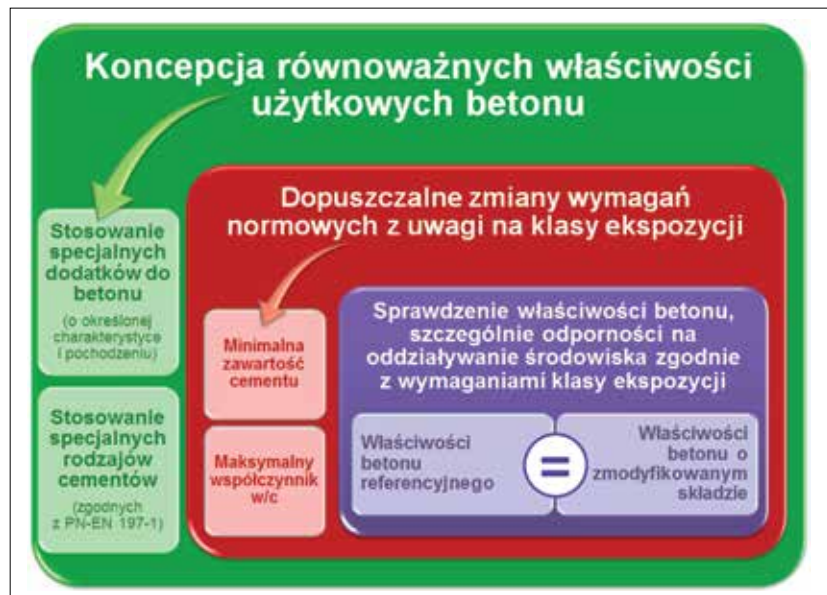 Koncepcja równoważnych właściwości
użytkowych betonu
Stosowanie
specjalnych
dodatków do
betonu
(o określonej
charakterystyce
i pochodzeniu)
Stosowanie
specjalnych
rodzajów
cementów
(zgodnych
z PN-EN 197-1)
Dopuszczalne zmiany wymagań
normowych z uwagi na klasy ekspozycji
Minimalna
zawartość
cementu
Maksymalny
współczynnik
w/c
Sprawdzenie właściwości betonu,
szczególnie odporności na
oddziaływanie środowiska zgodnie
z wymaganiami klasy ekspozycji
Właściwości
betonu
referencyjnego
=
Właściwości
betonu o
zmodyfikowanym
składzie